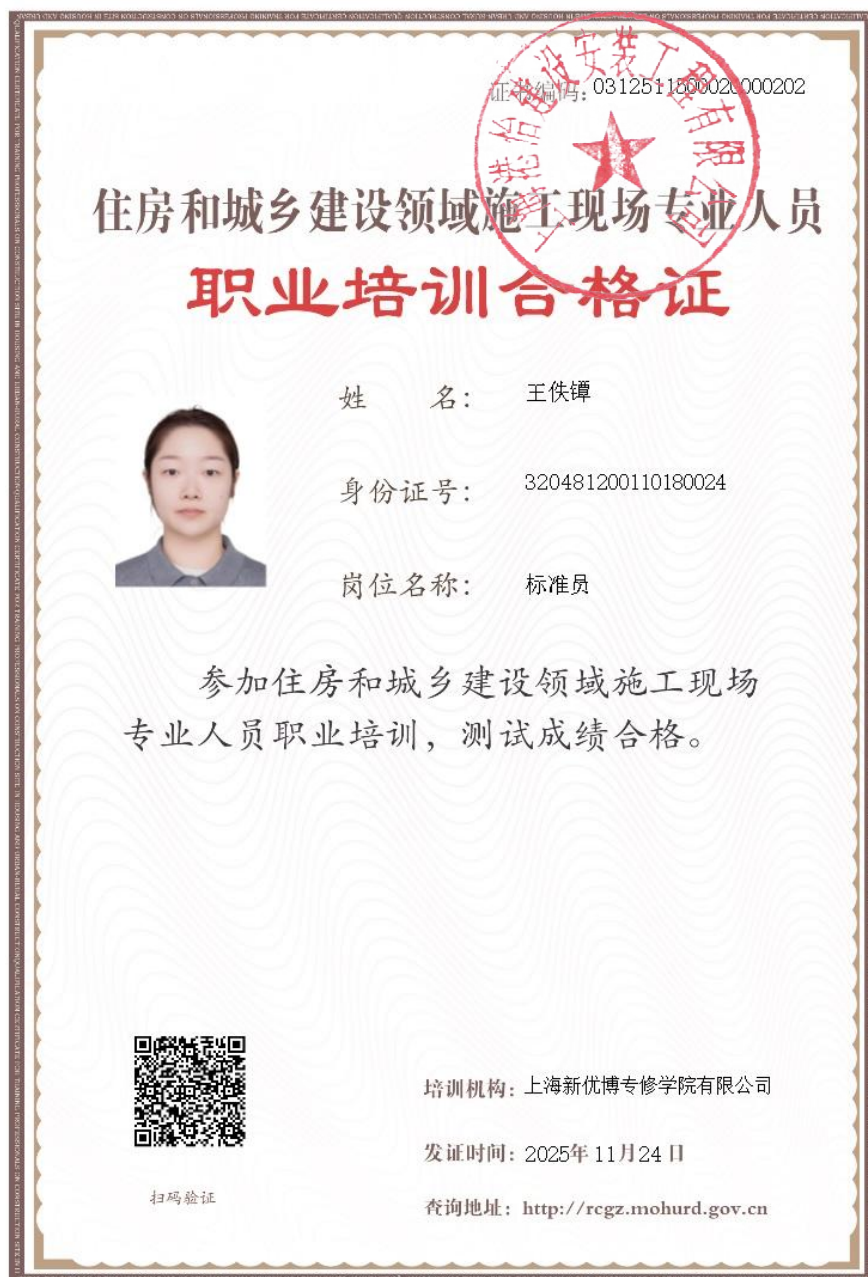 证书编码：0312511500020000202
住房和城乡建设领域施工现场专业人员
职业培训合格证
姓 名： 王佚镡
身份证号： 320481200110180024
岗位名称： 标准员
参加住房和城乡建设领域施工现场
专业人员职业培训，测试成绩合格。
培训机构：上海新优博专修学院有限公司
发证时间：2025年 11月24 日
扫码验证
查询地址：http://rcgz.mohurd.gov.cn